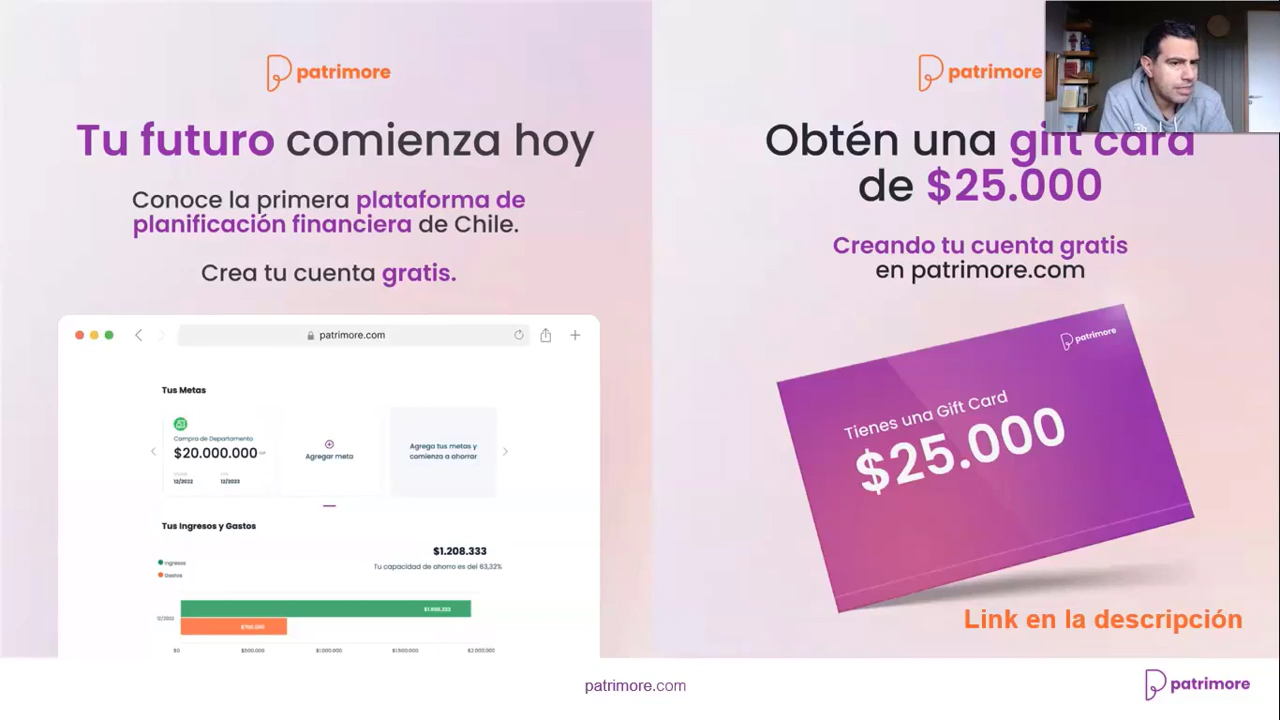 patrimore
Tu futuro comienza hoy
Conoce la primera plataforma de
planificación financiera de Chile.
Crea tu cuenta gratis.
patrimore.com
Tus Metas
Compra de Departamento
$20.000.000
12/2022
12/2023
Agregar meta
Agrega tus metas y
comienza a ahorrar
Tus Ingresos y Gastos
$1.208.333
Tu capacidad de ahorro es del 63,32%
Ingresos
Gastos
12/2022
$700.000
$0
$500.000
$1.000.000
$1.500.000
$2.000.000
patrimore
Obtén una gift card
de $25.000
Creando tu cuenta gratis
en patrimore.com
patrimore
Tienes una Gift Card
$25.000
Link en la descripción
patrimore.com
patrimore